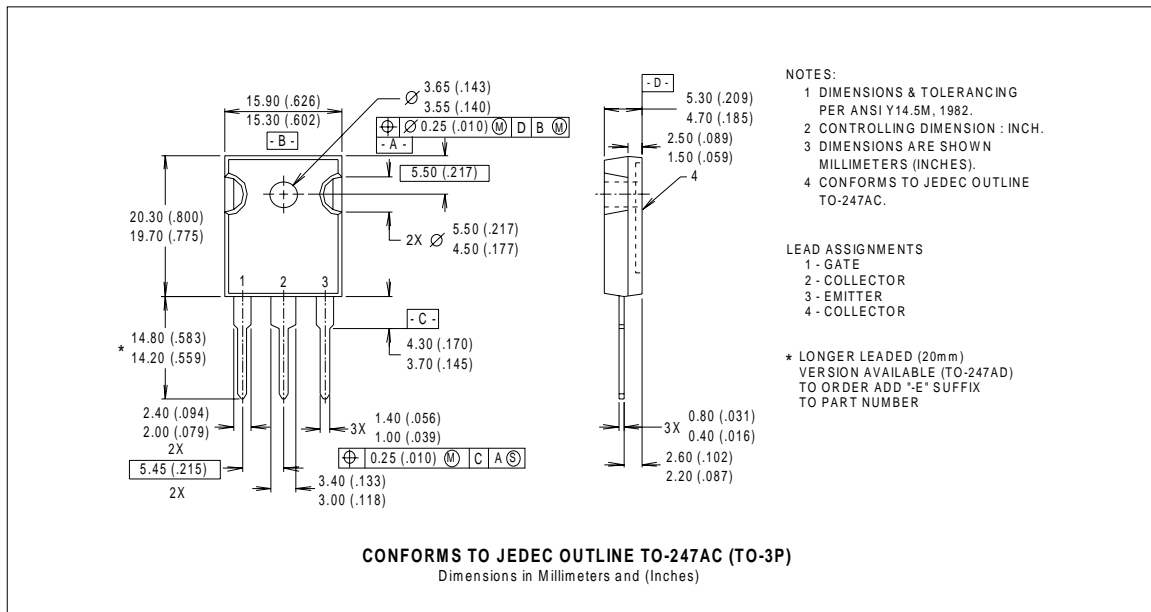 3.65 (.143)
Ø 3.55 (.140)
Ø 0.25 (.010) Ⓜ D B Ⓜ
15.90 (.626)
15.30 (.602)
- B -
- A -
5.50 (.217)
20.30 (.800)
19.70 (.775)
2X Ø 5.50 (.217)
4.50 (.177)
1 2 3
- C -
* 14.80 (.583)
14.20 (.559)
4.30 (.170)
3.70 (.145)
2.40 (.094)
2.00 (.079)
2X
5.45 (.215)
2X
3X 1.40 (.056)
1.00 (.039)
0.25 (.010) Ⓜ C A Ⓢ
3.40 (.133)
3.00 (.118)
- D -
5.30 (.209)
4.70 (.185)
2.50 (.089)
1.50 (.059)
4
3X 0.80 (.031)
0.40 (.016)
2.60 (.102)
2.20 (.087)
NOTES:
1 DIMENSIONS & TOLERANCING
PER ANSI Y14.5M, 1982.
2 CONTROLLING DIMENSION : INCH.
3 DIMENSIONS ARE SHOWN
MILLIMETERS (INCHES).
4 CONFORMS TO JEDEC OUTLINE
TO-247AC.
LEAD ASSIGNMENTS
1 - GATE
2 - COLLECTOR
3 - EMITTER
4 - COLLECTOR
* LONGER LEADED (20mm)
VERSION AVAILABLE (TO-247AD)
TO ORDER ADD "-E" SUFFIX
TO PART NUMBER
CONFORMS TO JEDEC OUTLINE TO-247AC (TO-3P)
Dimensions in Millimeters and (Inches)